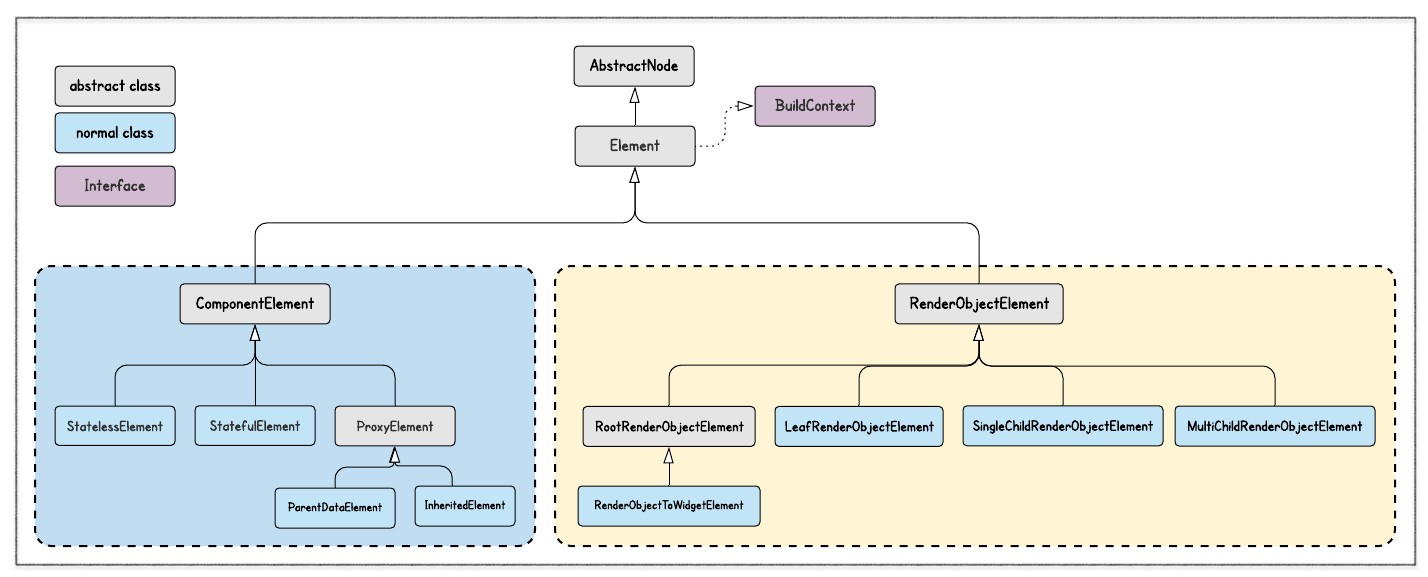 AbstractNode
abstract class
BuildContext
normal class
Element
Interface
ComponentElement
RenderObjectElement
StatelessElement
StatefulElement
ProxyElement
RootRenderObjectElement
LeafRenderObjectElement
SingleChildRenderObjectElement
MultiChildRenderObjectElement
ParentDataElement
InheritedElement
RenderObjectToWidgetElement